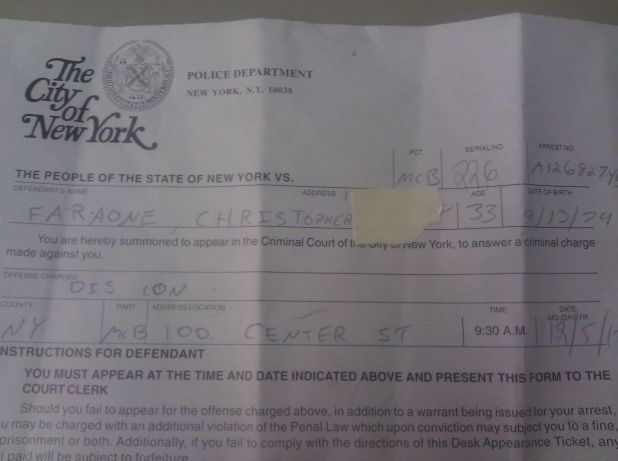 The
City
of
New York
POLICE DEPARTMENT
NEW YORK, N.Y. 10038
PCT.
SERIAL NO.
ARREST NO.
THE PEOPLE OF THE STATE OF NEW YORK VS.
MCB
226
DEFENDANT'S NAME
ADDRESS
AGE
DATE OF BIRTH
FARAONE, CHRISTOPHER
33
9/13/79
You are hereby summoned to appear in the Criminal Court of the City of New York, to answer a criminal charge
made against you.
OFFENSE CHARGED
DIS CON
COUNTY
PART
ADDRESS/LOCATION
TIME
DATE
MO. DAY YR.
NY
MCB
100 CENTER ST
9:30 A.M.
12/5/
INSTRUCTIONS FOR DEFENDANT
YOU MUST APPEAR AT THE TIME AND DATE INDICATED ABOVE AND PRESENT THIS FORM TO THE
COURT CLERK
Should you fail to appear for the offense charged above, in addition to a warrant being issued for your arrest,
u may be charged with an additional violation of the Penal Law which upon conviction may subject you to a fine,
prisonment or both. Additionally, if you fail to comply with the directions of this Desk Appearance Ticket, any
l paid will be subject to forfeiture.